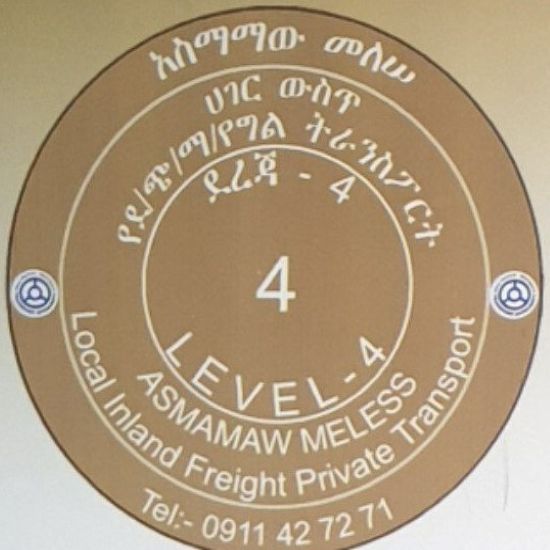 አስማማው መለሠ
ሀገር ውስጥ
የደ/ጭ/ማ/የግል ትራንስፖርት
ደረጃ - 4
4
LEVEL-4
ASMAMAW MELESS
Local Inland Freight Private Transport
Tel:- 0911 42 72 71